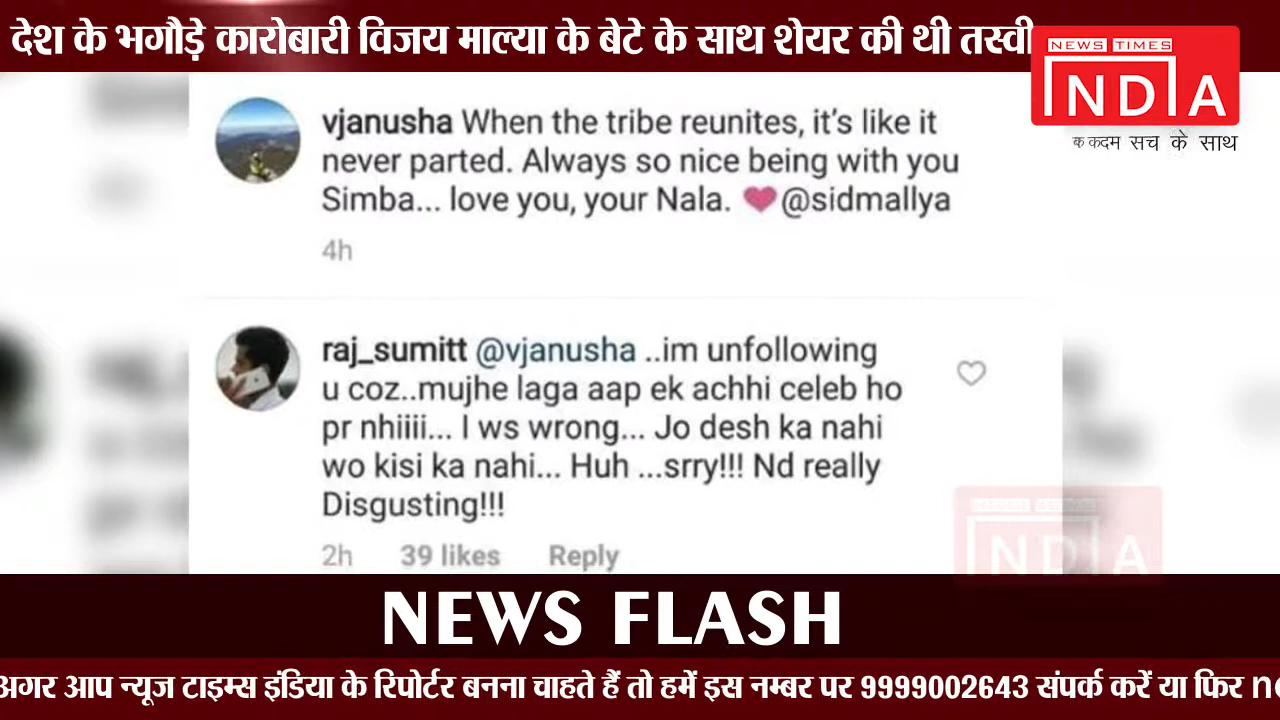 देश के भगौड़े कारोबारी विजय माल्या के बेटे के साथ शेयर की थी तस्वी
NEWS TIMES
INDIA
क कदम सच के साथ
vjanusha When the tribe reunites, it's like it
never parted. Always so nice being with you
Simba... love you, your Nala. ❤@sidmallya
4h
raj_sumitt @vjanusha ..im unfollowing
u coz..mujhe laga aap ek achhi celeb ho
pr nhiiii... I ws wrong... Jo desh ka nahi
wo kisi ka nahi... Huh ...srry!!! Nd really
Disgusting!!!
2h 39 likes Reply
INDIA
NEWS FLASH
अगर आप न्यूज टाइम्स इंडिया के रिपोर्टर बनना चाहते हैं तो हमें इस नम्बर पर 9999002643 संपर्क करें या फिर